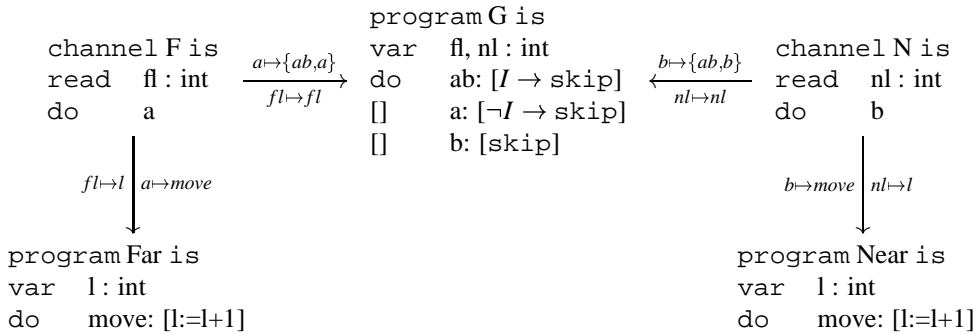 program G is
channel F is
read fl : int
do a
a↦{ab,a}
fl↦fl
var fl, nl : int
do ab: [I → skip]
[] a: [¬I → skip]
[] b: [skip]
b↦{ab,b}
nl↦nl
channel N is
read nl : int
do b
fl↦l a↦move
b↦move nl↦l
program Far is
var l : int
do move: [l:=l+1]
program Near is
var l : int
do move: [l:=l+1]